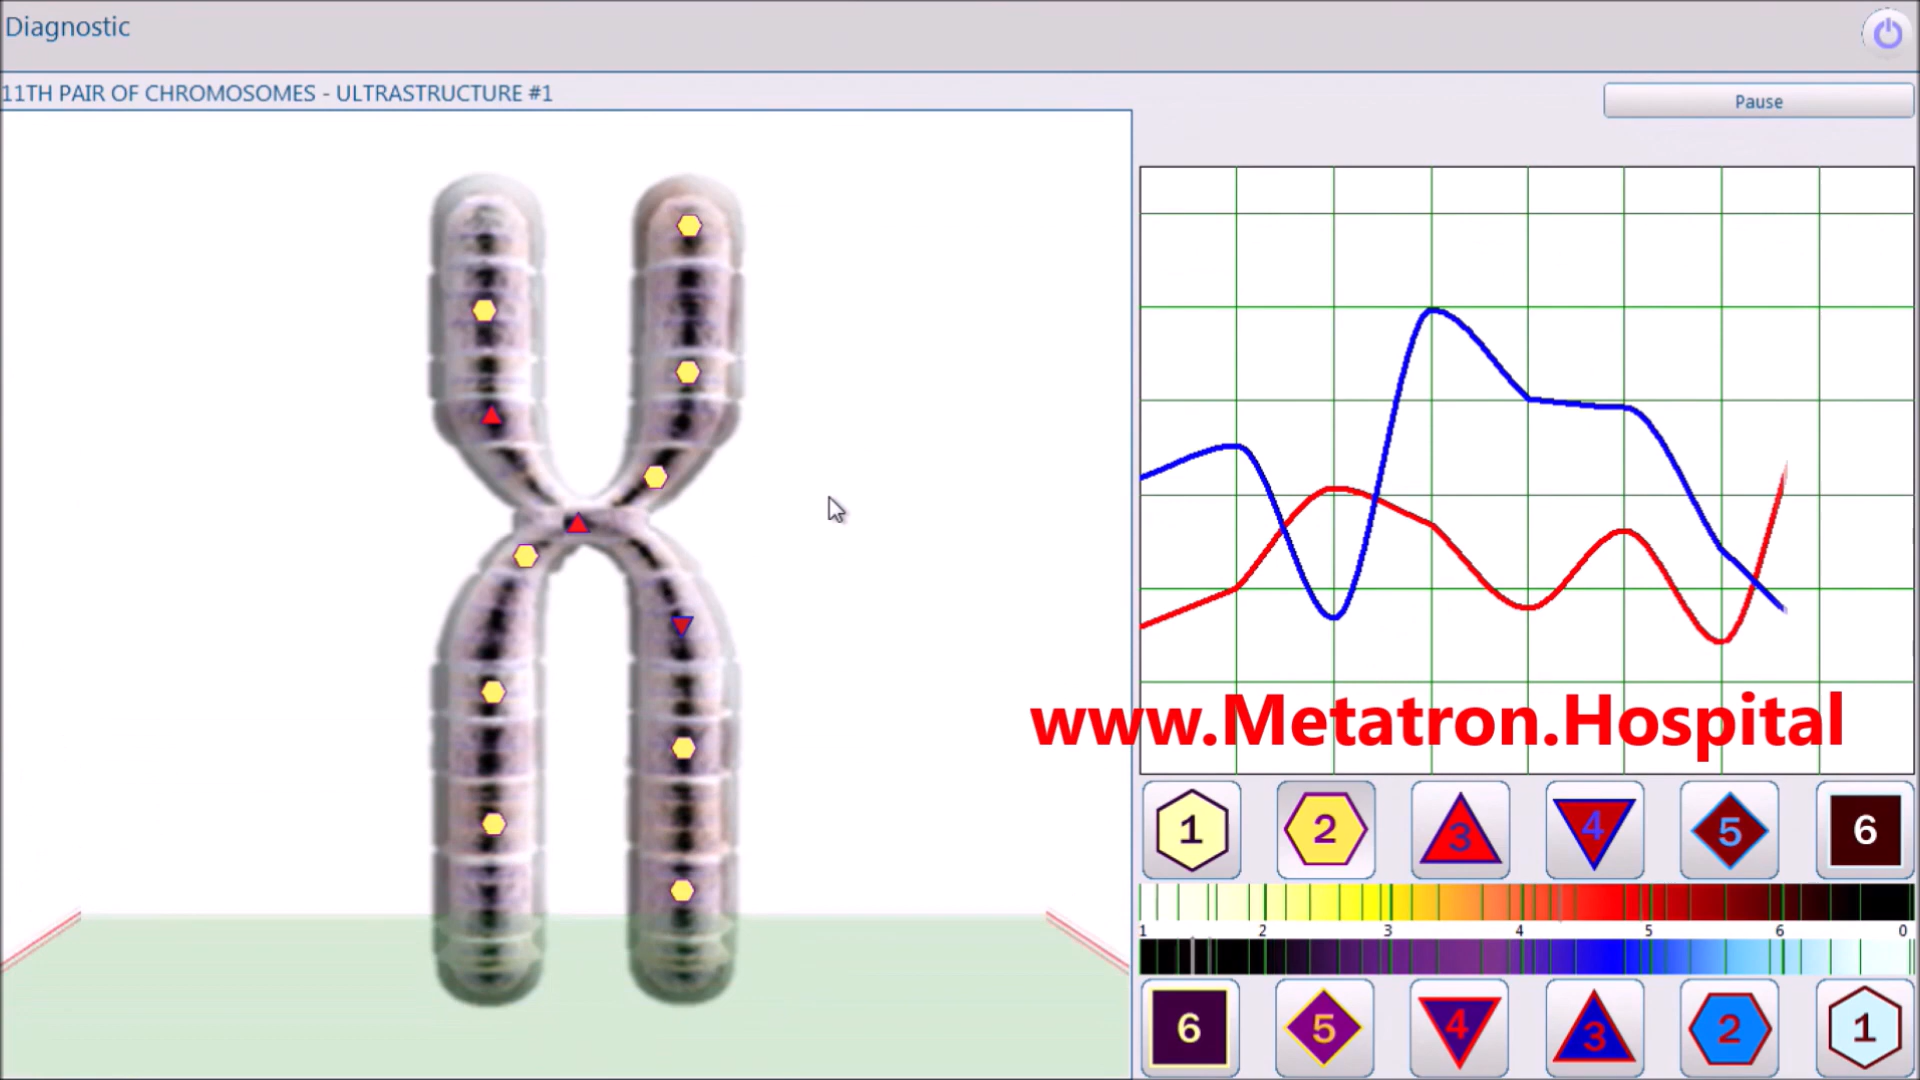 Diagnostic
11TH PAIR OF CHROMOSOMES - ULTRASTRUCTURE #1
Pause
www.Metatron.Hospital
1 2 3 4 5 6
1 2 3 4 5 6 0
6 5 4 3 2 1